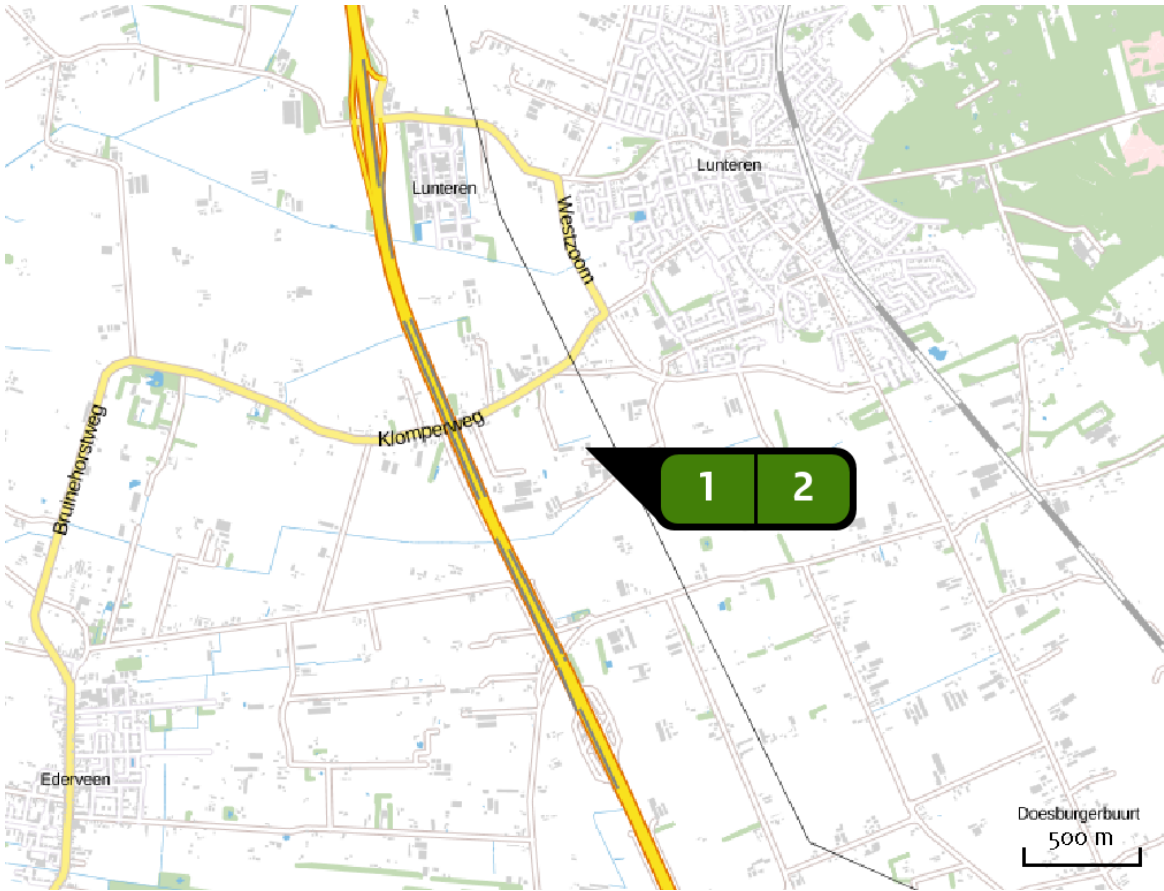 Lunteren
Lunteren
Westzoom
Klomperweg
Bruinehorstweg
1 2
Ederveen
Doesburgerbuurt
500 m